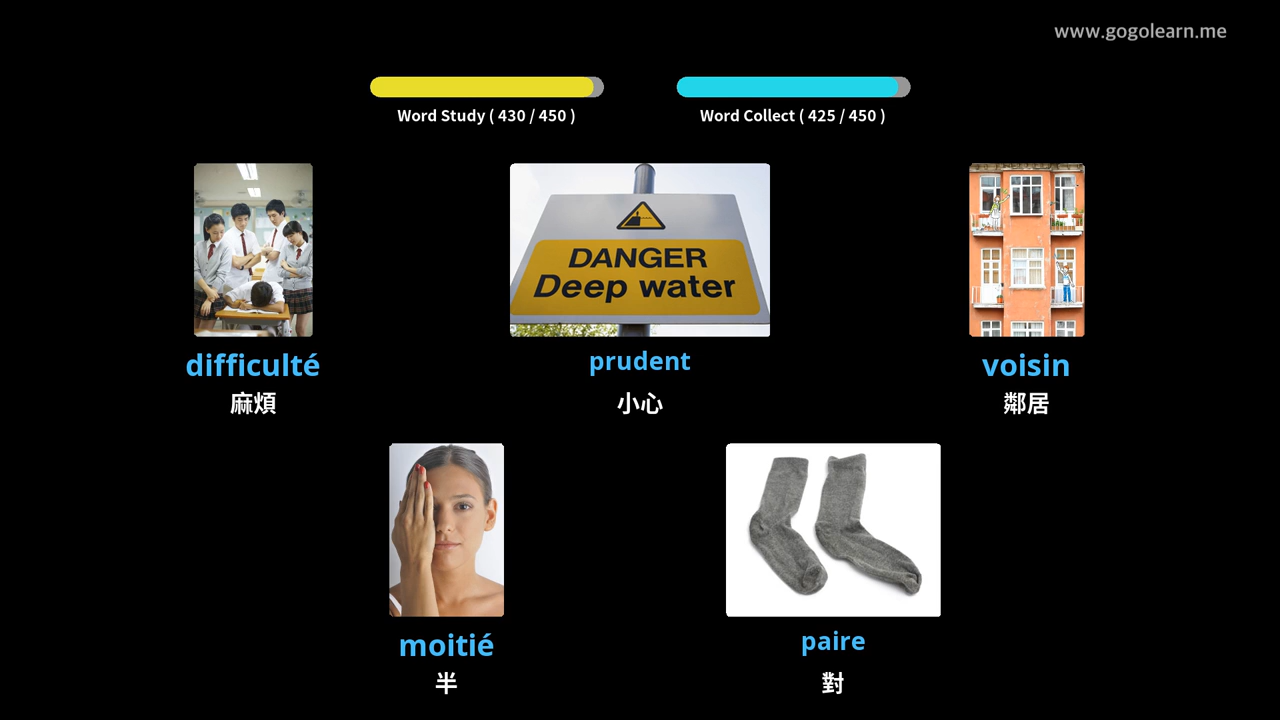 www.gogolearn.me
Word Study ( 430 / 450 )
Word Collect ( 425 / 450 )
DANGER
Deep water
difficulté
麻煩
prudent
小心
voisin
鄰居
moitié
半
paire
對